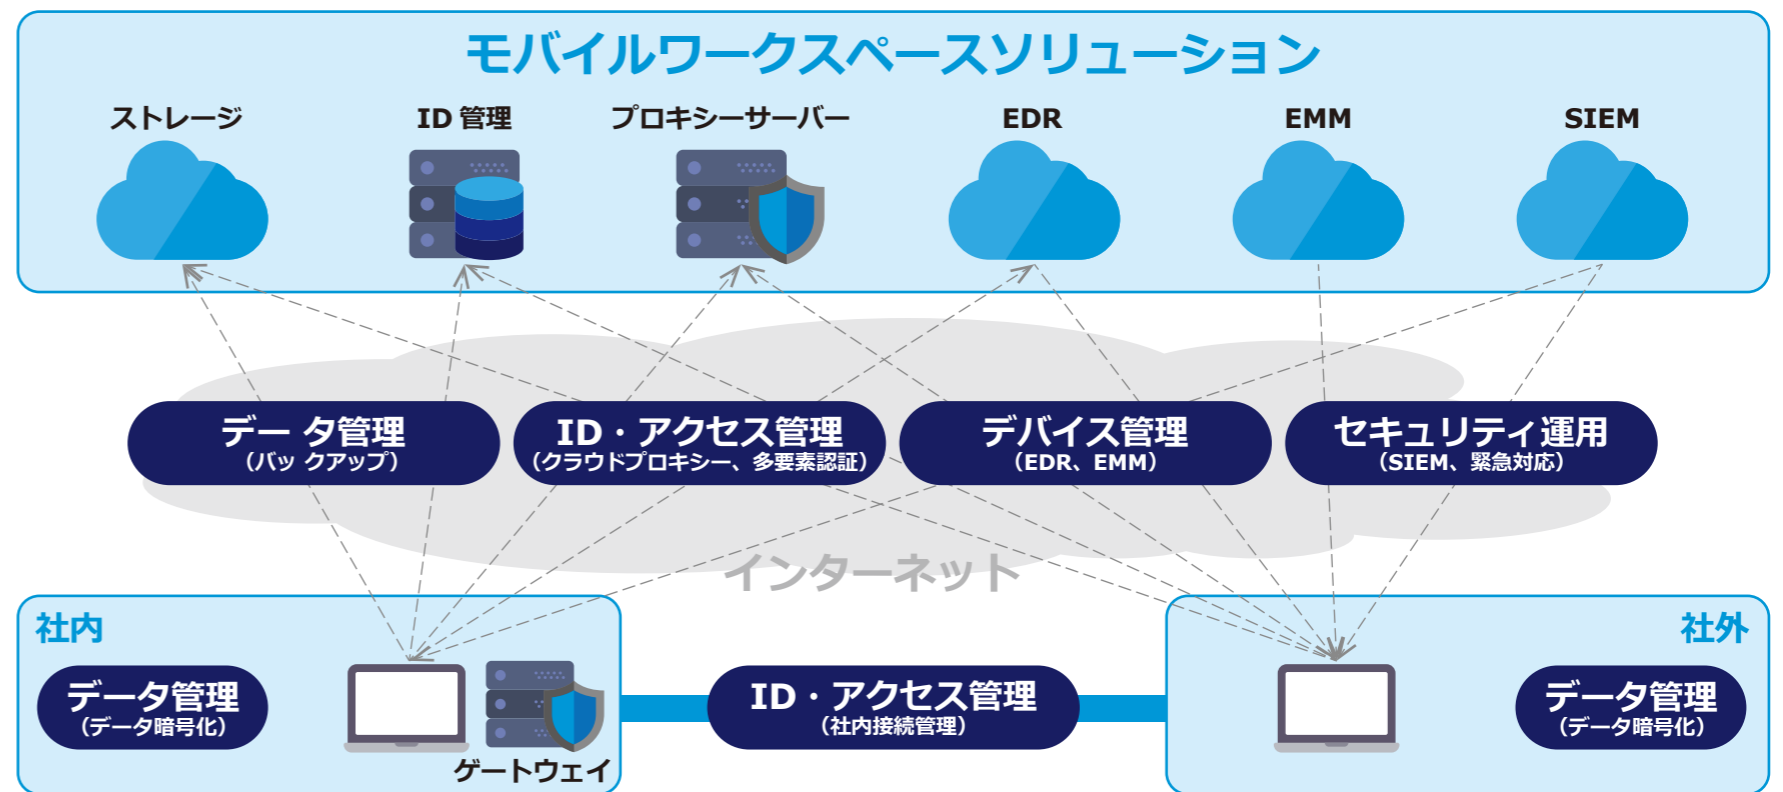 モバイルワークスペースソリューション
ストレージ
ID 管理
プロキシーサーバー
EDR
EMM
SIEM
デー タ管理
（バッ クアップ）
ID・アクセス管理
（クラウドプロキシー、多要素認証）
デバイス管理
（EDR、EMM）
セキュリティ運用
（SIEM、緊急対応）
インターネット
社内
データ管理
（データ暗号化）
ゲートウェイ
ID・アクセス管理
（社内接続管理）
社外
データ管理
（データ暗号化）